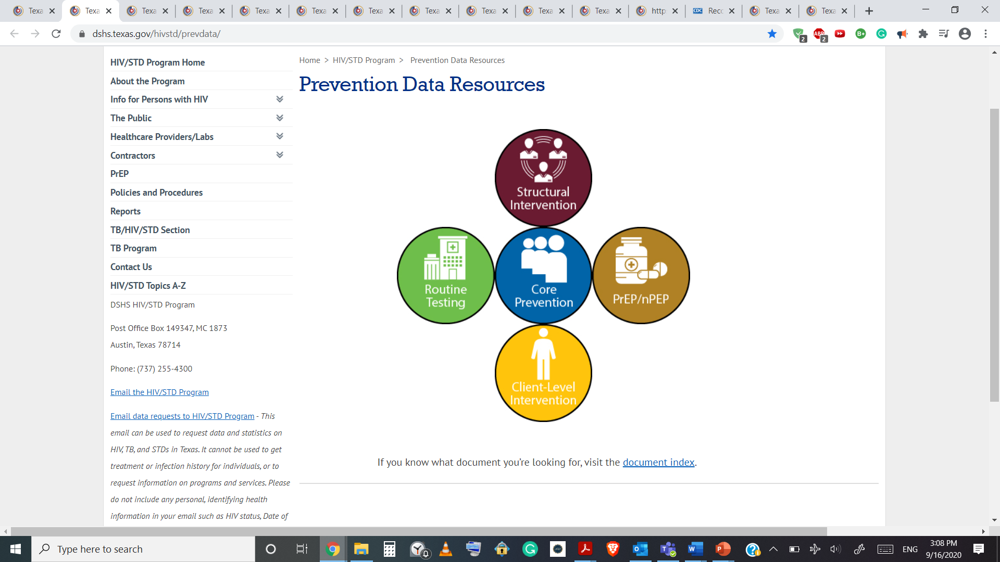 Texa
Texa
Texa
Texa
Texa
Texa
Texa
Texa
Texa
Texa
Texa
http
CDC Reco
Texa
Texa
dshs.texas.gov/hivstd/prevdata/
2
ABP 2
B+
HIV/STD Program Home
About the Program
Info for Persons with HIV
The Public
Healthcare Providers/Labs
Contractors
PrEP
Policies and Procedures
Reports
TB/HIV/STD Section
TB Program
Contact Us
HIV/STD Topics A-Z
DSHS HIV/STD Program
Post Office Box 149347, MC 1873
Austin, Texas 78714
Phone: (737) 255-4300
Email the HIV/STD Program
Email data requests to HIV/STD Program - This
email can be used to request data and statistics on
HIV, TB, and STDs in Texas. It cannot be used to get
treatment or infection history for individuals, or to
request information on programs and services. Please
do not include any personal, identifying health
information in your email such as HIV status, Date of
Home > HIV/STD Program > Prevention Data Resources
Prevention Data Resources
Structural
Intervention
Routine
Testing
Core
Prevention
PrEP/nPEP
Client-Level
Intervention
If you know what document you’re looking for, visit the document index.
Type here to search
ENG
3:08 PM
9/16/2020